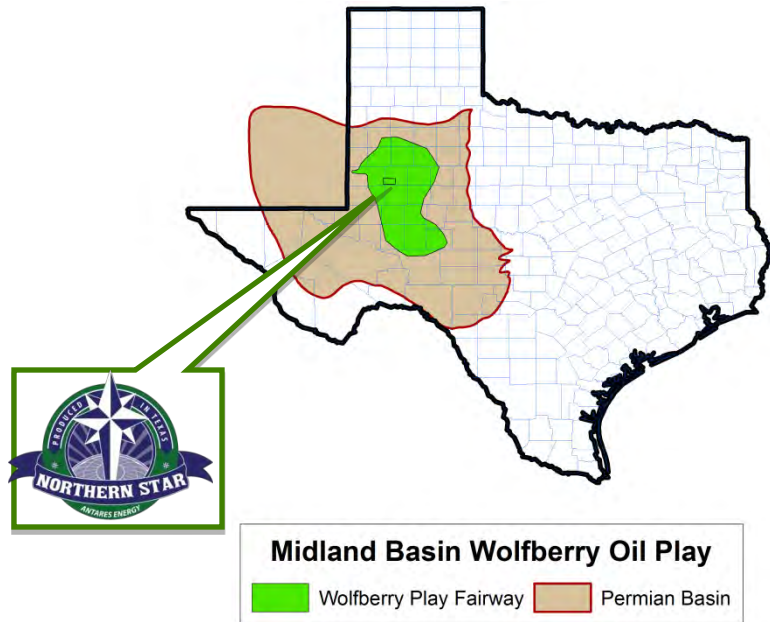 PRODUCED IN TEXAS
NORTHERN STAR
ANTARES ENERGY
Midland Basin Wolfberry Oil Play
Wolfberry Play Fairway Permian Basin